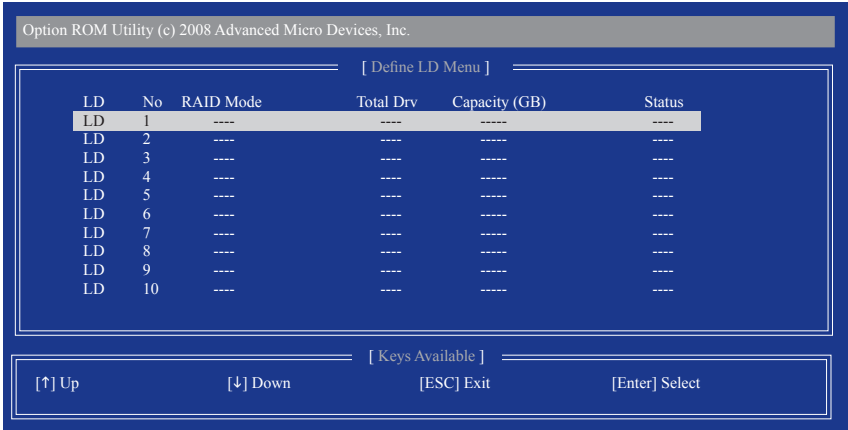 Option ROM Utility (c) 2008 Advanced Micro Devices, Inc.
[ Define LD Menu ]
LD No RAID Mode Total Drv Capacity (GB) Status
LD 1 ---- ---- ----- ----
LD 2 ---- ---- ----- ----
LD 3 ---- ---- ----- ----
LD 4 ---- ---- ----- ----
LD 5 ---- ---- ----- ----
LD 6 ---- ---- ----- ----
LD 7 ---- ---- ----- ----
LD 8 ---- ---- ----- ----
LD 9 ---- ---- ----- ----
LD 10 ---- ---- ----- ----
[ Keys Available ]
[↑] Up [↓] Down [ESC] Exit [Enter] Select